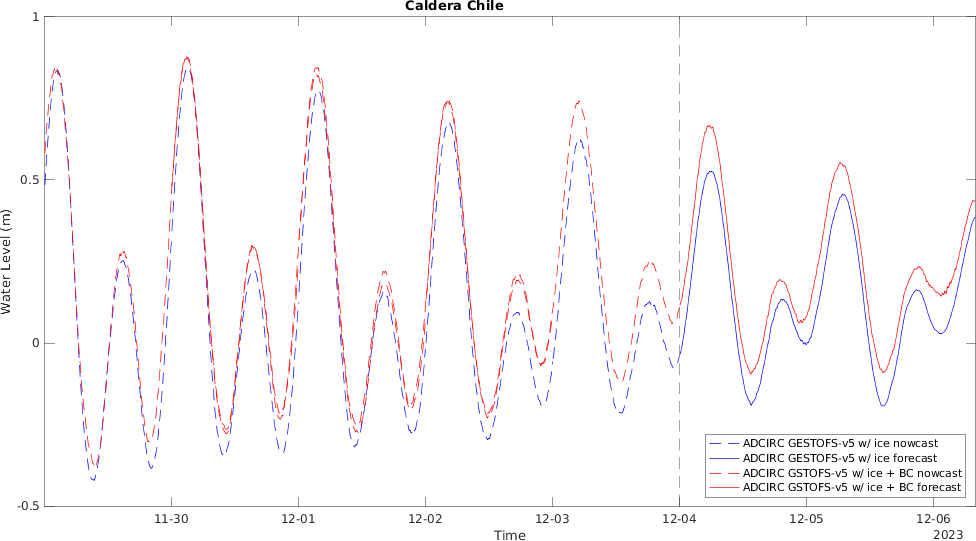 Caldera Chile
1
0.5
0
-0.5
Water Level (m)
11-30
12-01
12-02
12-03
12-04
12-05
12-06
Time
2023
ADCIRC GESTOFS-v5 w/ ice nowcast
ADCIRC GESTOFS-v5 w/ ice forecast
ADCIRC GSTOFS-v5 w/ ice + BC nowcast
ADCIRC GSTOFS-v5 w/ ice + BC forecast